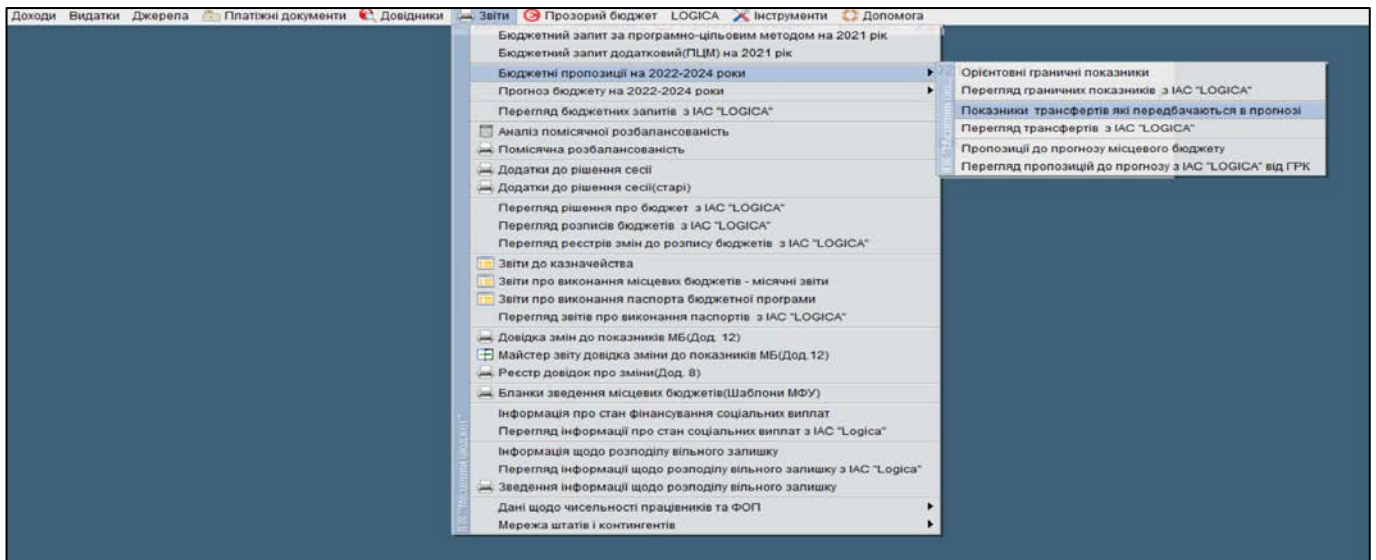 Доходи Видатки Джерела Платіжні документи Довідники Звіти Прозорий бюджет LOGICA Інструменти Допомога
Бюджетний запит за програмно-цільовим методом на 2021 рік
Бюджетний запит додатковий(ПЦМ) на 2021 рік
Бюджетні пропозиції на 2022-2024 роки
Прогноз бюджету на 2022-2024 роки
Перегляд бюджетних запитів з ІАС "LOGICA"
Аналіз помісячної розбалансованість
Помісячна розбалансованість
Додатки до рішення сесії
Додатки до рішення сесії(старі)
Перегляд рішення про бюджет з ІАС "LOGICA"
Перегляд розписів бюджетів з ІАС "LOGICA"
Перегляд реєстрів змін до розпису бюджетів з ІАС "LOGICA"
Звіти до казначейства
Звіти про виконання місцевих бюджетів - місячні звіти
Звіти про виконання паспорта бюджетної програми
Перегляд звітів про виконання паспортів з ІАС "LOGICA"
Довідка змін до показників МБ(Дод. 12)
Майстер звіту довідка зміни до показників МБ(Дод.12)
Реєстр довідок про зміни(Дод. 8)
Бланки зведення місцевих бюджетів(Шаблони МФУ)
Інформація про стан фінансування соціальних виплат
Перегляд інформації про стан соціальних виплат з ІАС "Logica"
Інформація щодо розподілу вільного залишку
Перегляд інформації щодо розподілу вільного залишку з ІАС "Logica"
Зведення інформації щодо розподілу вільного залишку
Дані щодо чисельності працівників та ФОП
Мережа штатів і контингентів
Орієнтовні граничні показники
Перегляд граничних показників з ІАС "LOGICA"
Показники трансфертів які передбачаються в прогнозі
Перегляд трансфертів з ІАС "LOGICA"
Пропозиції до прогнозу місцевого бюджету
Перегляд пропозицій до прогнозу з ІАС "LOGICA" від ГРК